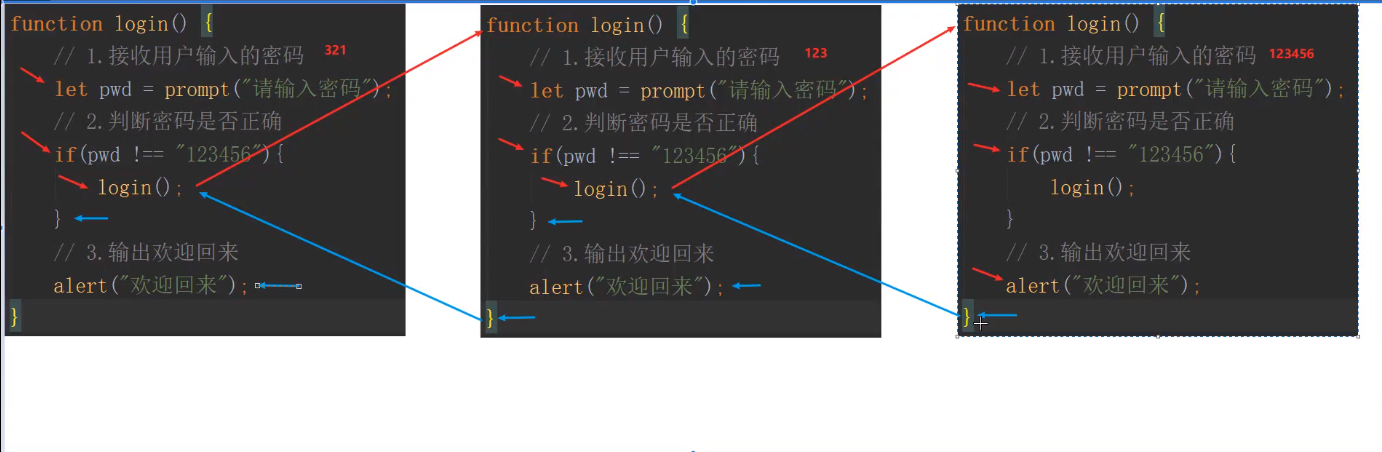 function login() {
// 1.接收用户输入的密码 321
let pwd = prompt("请输入密码");
// 2.判断密码是否正确
if(pwd !== "123456"){
login();
}
// 3.输出欢迎回来
alert("欢迎回来");
}
function login() {
// 1.接收用户输入的密码 123
let pwd = prompt("请输入密码");
// 2.判断密码是否正确
if(pwd !== "123456"){
login();
}
// 3.输出欢迎回来
alert("欢迎回来");
}
function login() {
// 1.接收用户输入的密码 123456
let pwd = prompt("请输入密码");
// 2.判断密码是否正确
if(pwd !== "123456"){
login();
}
// 3.输出欢迎回来
alert("欢迎回来");
}